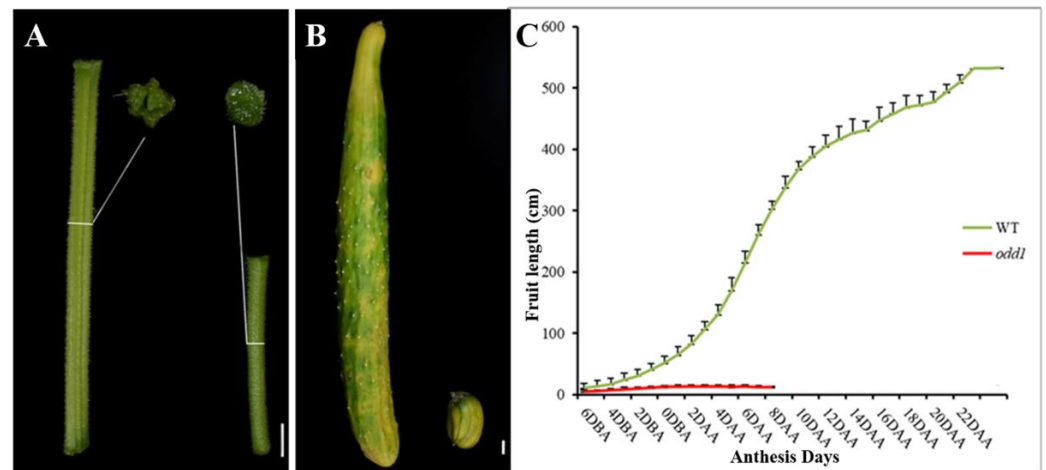 A
B
C
600
500
400
300
200
100
0
Fruit length (cm)
WT
odd1
6DBA
4DBA
2DBA
0DBA
2DAA
4DAA
6DAA
8DAA
10DAA
12DAA
14DAA
16DAA
18DAA
20DAA
22DAA
Anthesis Days